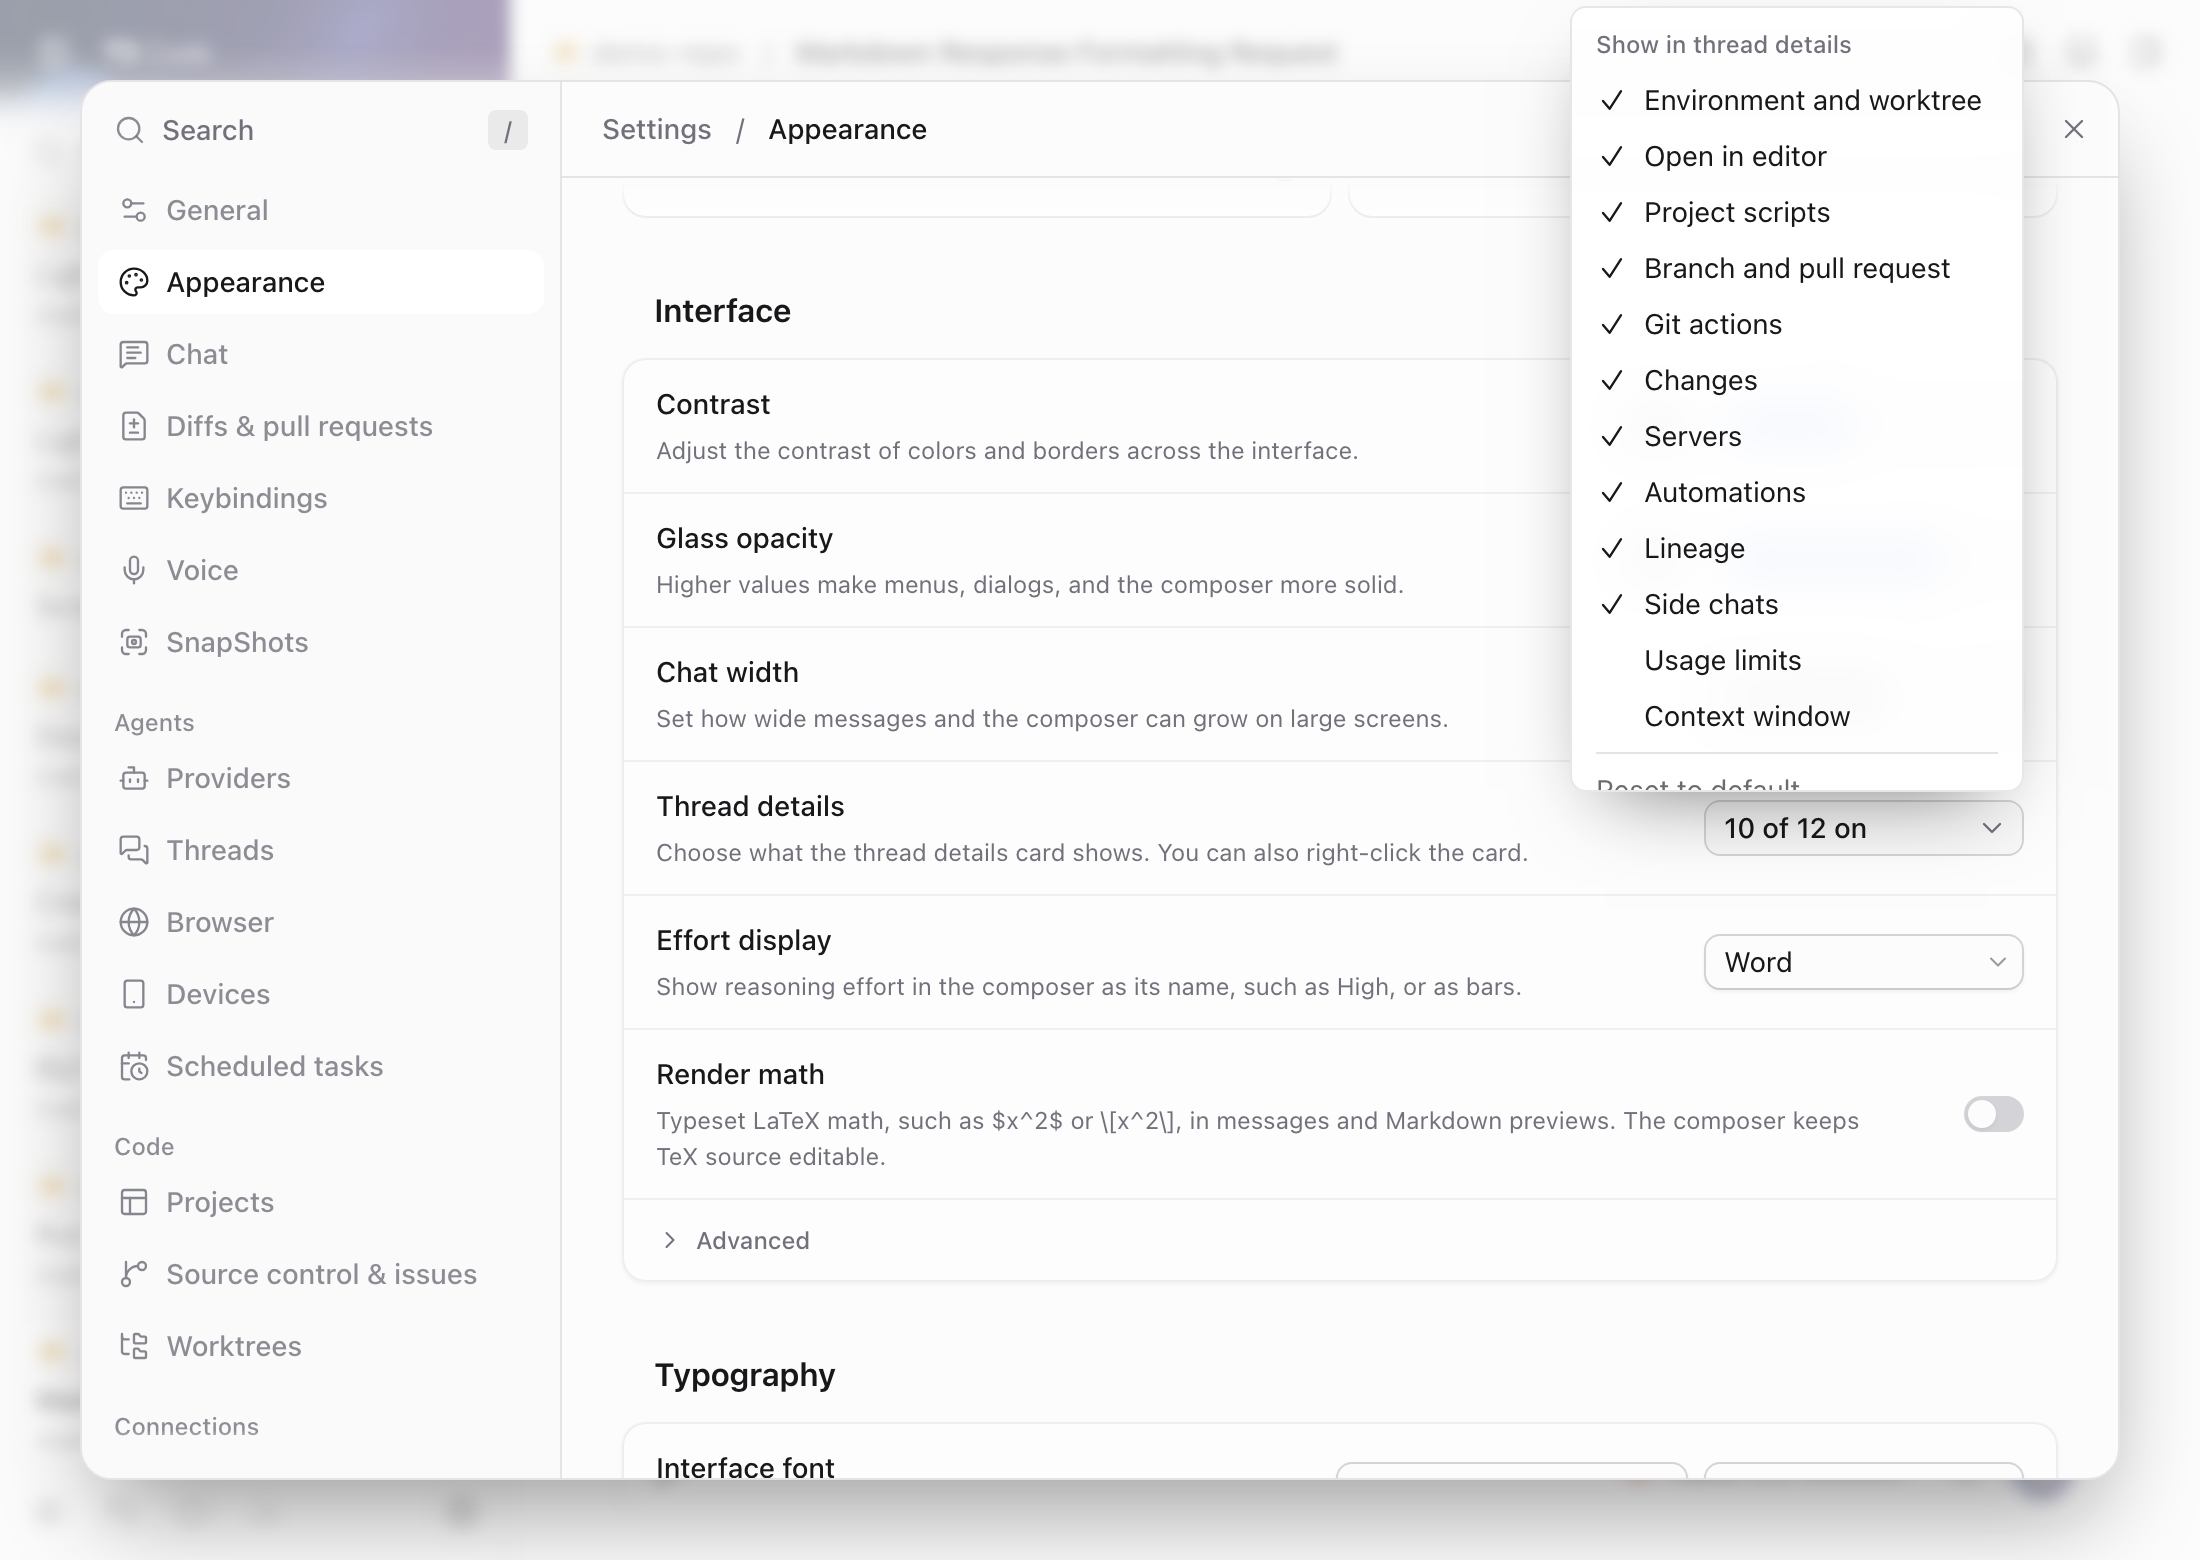 Search
/
General
Appearance
Chat
Diffs & pull requests
Keybindings
Voice
SnapShots
Agents
Providers
Threads
Browser
Devices
Scheduled tasks
Code
Projects
Source control & issues
Worktrees
Connections
Settings / Appearance
Interface
Contrast
Adjust the contrast of colors and borders across the interface.
Glass opacity
Higher values make menus, dialogs, and the composer more solid.
Chat width
Set how wide messages and the composer can grow on large screens.
Thread details
Choose what the thread details card shows. You can also right-click the card.
10 of 12 on
Effort display
Show reasoning effort in the composer as its name, such as High, or as bars.
Word
Render math
Typeset LaTeX math, such as $x^2$ or \[x^2\], in messages and Markdown previews. The composer keeps
TeX source editable.
Advanced
Typography
Interface font
Show in thread details
Environment and worktree
Open in editor
Project scripts
Branch and pull request
Git actions
Changes
Servers
Automations
Lineage
Side chats
Usage limits
Context window
Reset to default